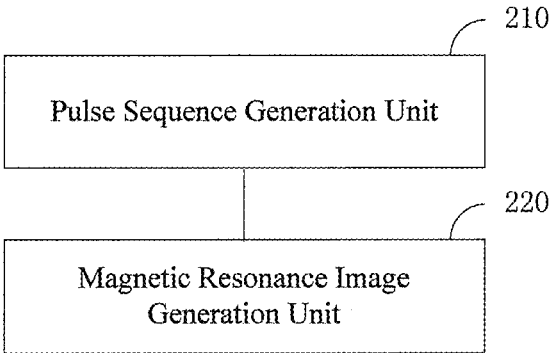 210
Pulse Sequence Generation Unit
220
Magnetic Resonance Image
Generation Unit